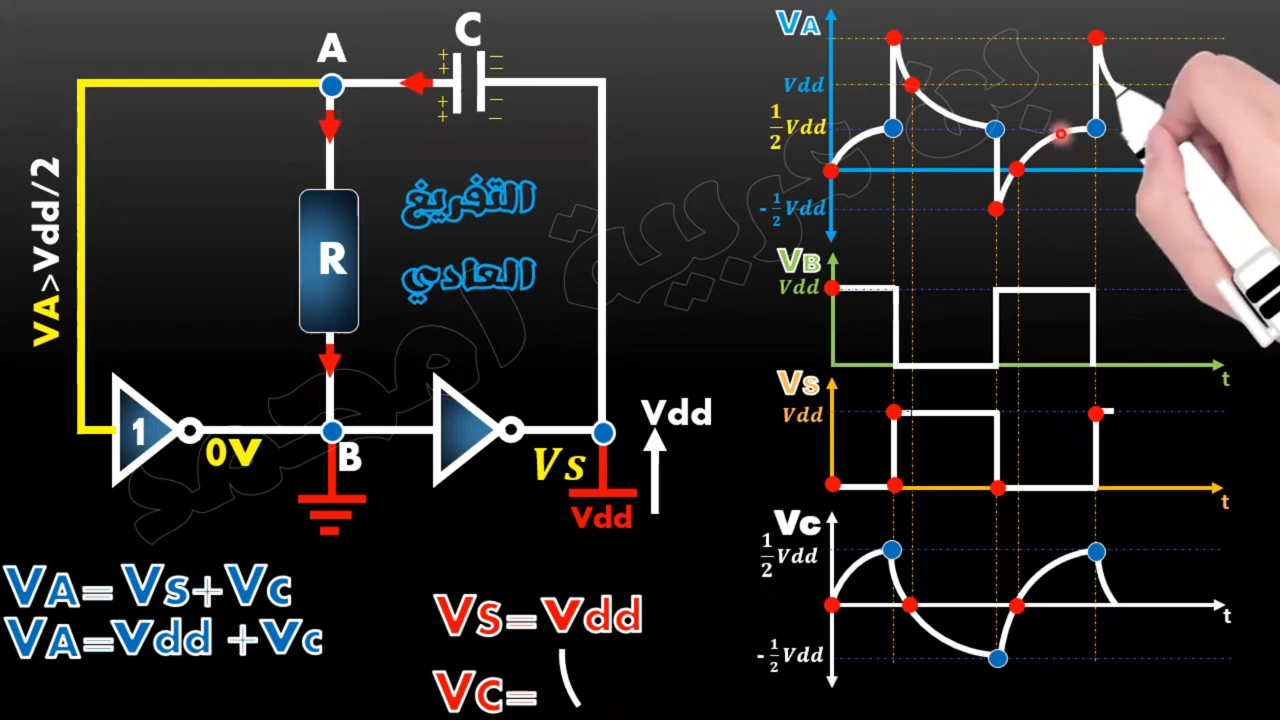 A
C
+
+
—
—
+
+
—
—
VA>Vdd/2
R
التفريغ
العادي
1
0V
B
Vs
Vdd
Vdd
VA= Vs+Vc
VA=Vdd +Vc
Vs=Vdd
Vc=
VA
Vdd
1/2 Vdd
-1/2 Vdd
VB
Vdd
t
Vs
Vdd
t
Vc
1/2 Vdd
t
-1/2 Vdd